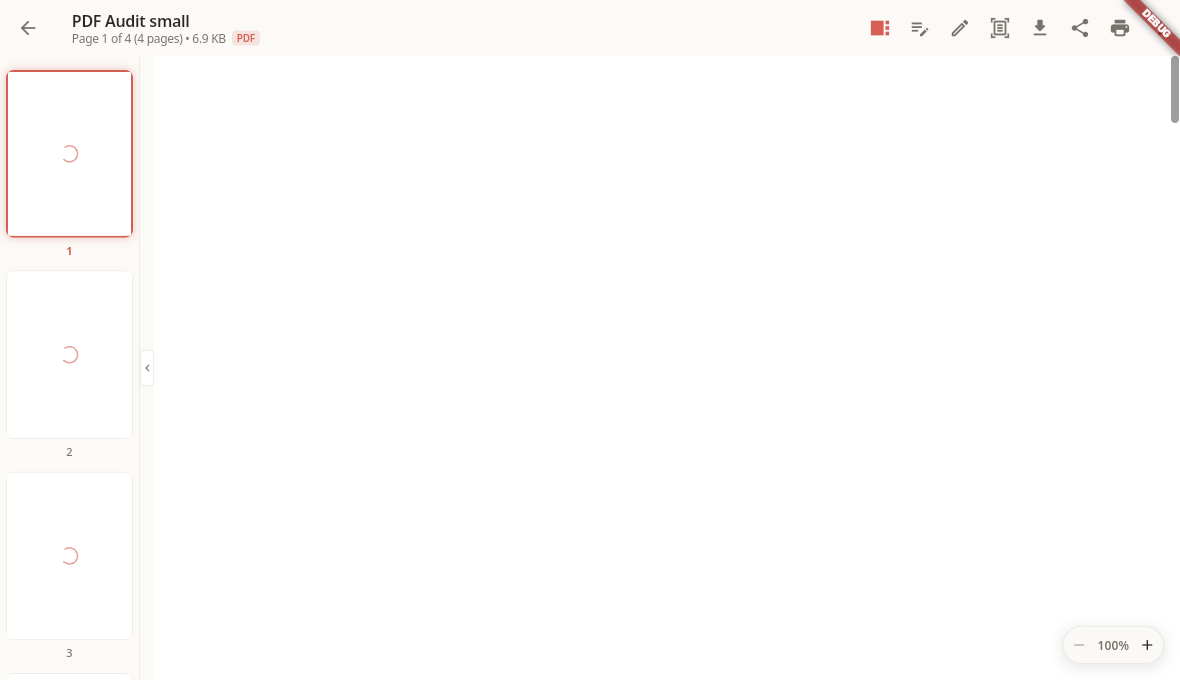 PDF Audit small
Page 1 of 4 (4 pages) • 6.9 KB PDF
DEBUG
1
2
3
100%